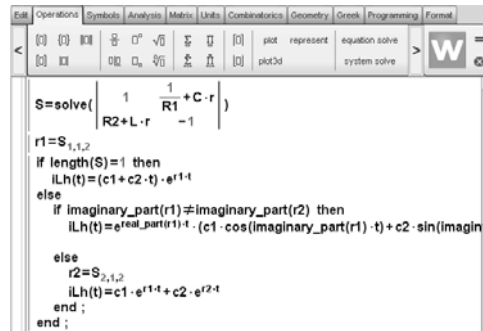 Edit Operations Symbols Analysis Matrix Units Combinatorics Geometry Greek Programming Format
plot represent equation solve
plot3d system solve
W
S=solve(| 1 1/R1+C·r |
| R2+L·r -1 |)
r1=S1,1,2
if length(S)=1 then
iLh(t)=(c1+c2·t)·e^r1·t
else
if imaginary_part(r1)≠imaginary_part(r2) then
iLh(t)=e^real_part(r1)·t·(c1·cos(imaginary_part(r1)·t)+c2·sin(imagin
else
r2=S2,1,2
iLh(t)=c1·e^r1·t+c2·e^r2·t
end ;
end ;